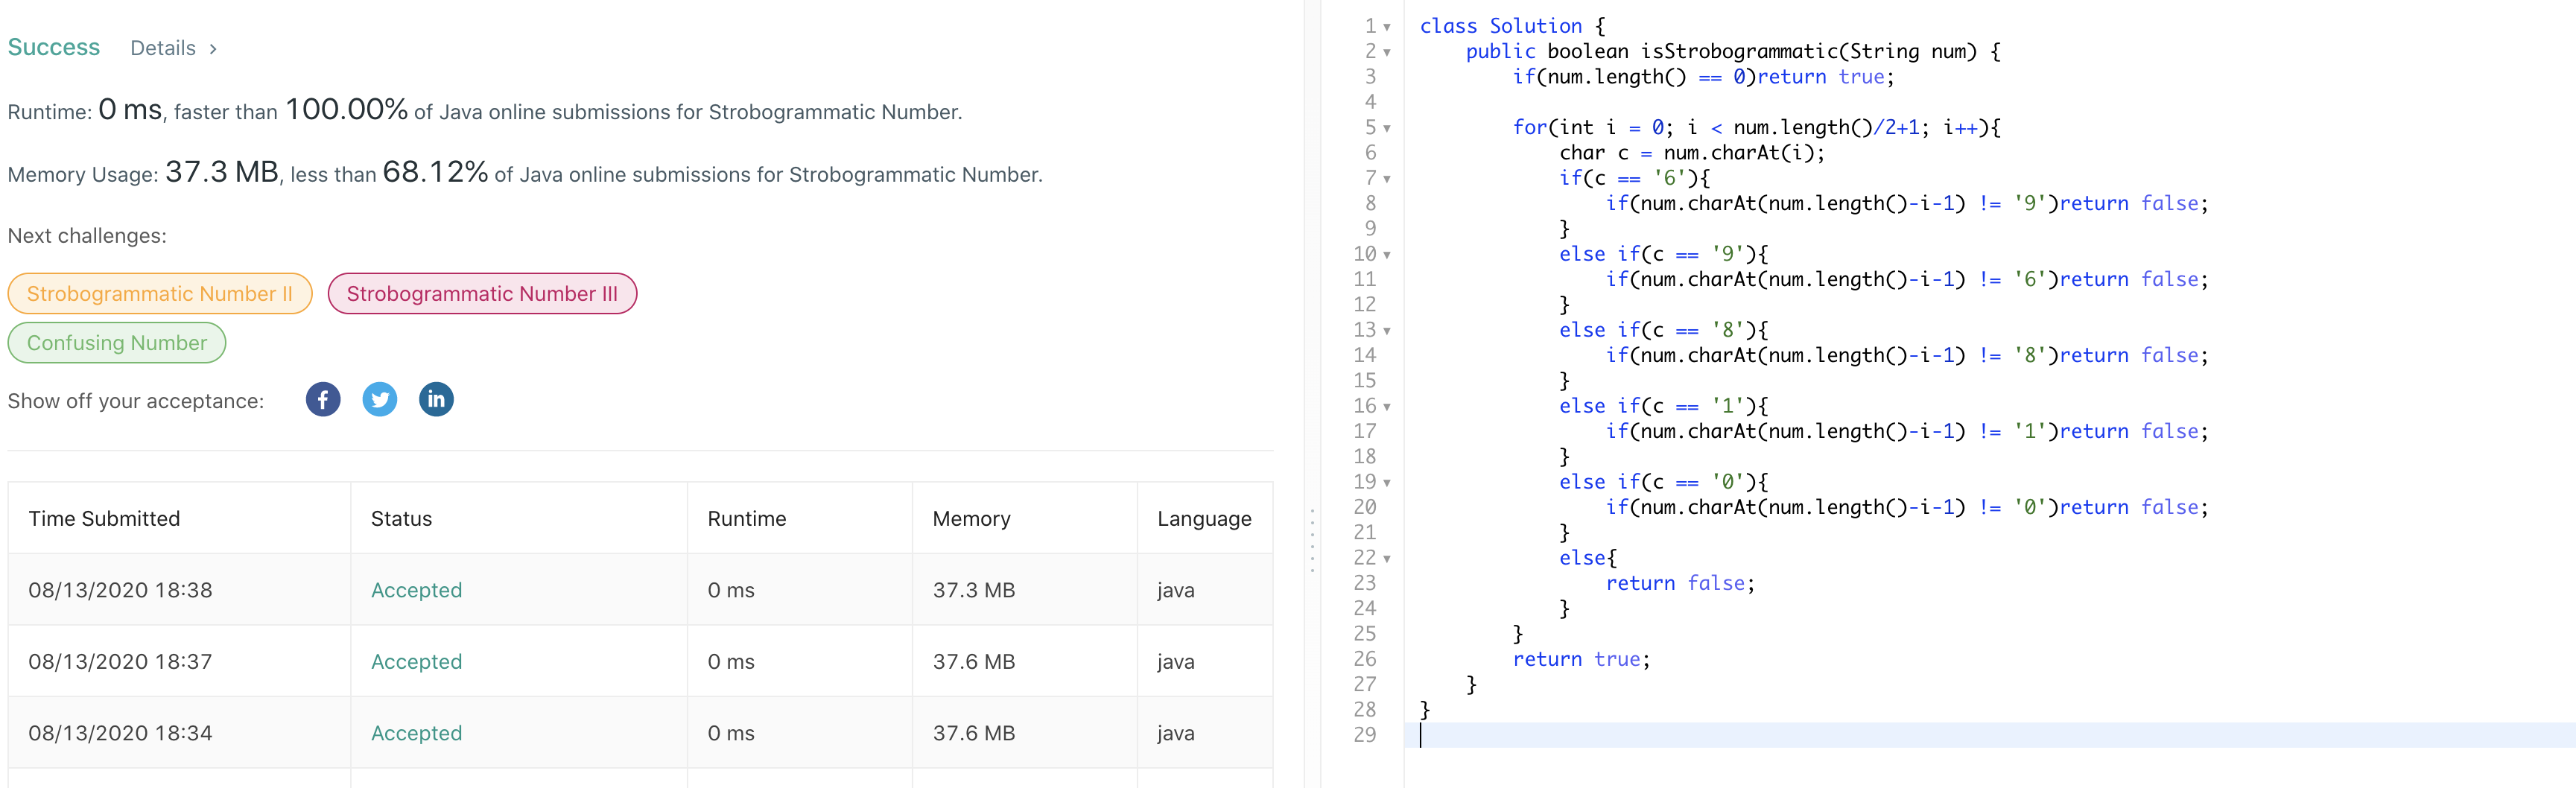 Success Details >
Runtime: 0 ms, faster than 100.00% of Java online submissions for Strobogrammatic Number.
Memory Usage: 37.3 MB, less than 68.12% of Java online submissions for Strobogrammatic Number.
Next challenges:
Strobogrammatic Number II Strobogrammatic Number III
Confusing Number
Show off your acceptance: f in
Time Submitted Status Runtime Memory Language
08/13/2020 18:38 Accepted 0 ms 37.3 MB java
08/13/2020 18:37 Accepted 0 ms 37.6 MB java
08/13/2020 18:34 Accepted 0 ms 37.6 MB java
1 class Solution {
2     public boolean isStrobogrammatic(String num) {
3         if(num.length() == 0)return true;
4
5         for(int i = 0; i < num.length()/2+1; i++){
6             char c = num.charAt(i);
7             if(c == '6'){
8                 if(num.charAt(num.length()-i-1) != '9')return false;
9             }
10             else if(c == '9'){
11                 if(num.charAt(num.length()-i-1) != '6')return false;
12             }
13             else if(c == '8'){
14                 if(num.charAt(num.length()-i-1) != '8')return false;
15             }
16             else if(c == '1'){
17                 if(num.charAt(num.length()-i-1) != '1')return false;
18             }
19             else if(c == '0'){
20                 if(num.charAt(num.length()-i-1) != '0')return false;
21             }
22             else{
23                 return false;
24             }
25         }
26         return true;
27     }
28 }
29